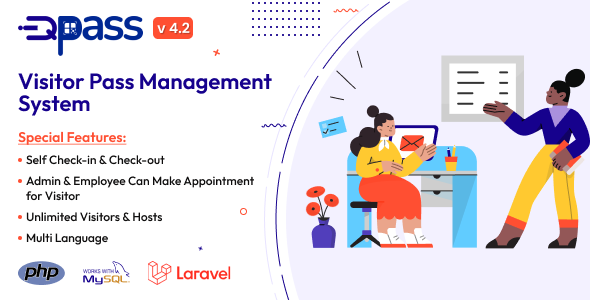 Qpass
v 4.2
Visitor Pass Management
System
Special Features:
Self Check-in & Check-out
Admin & Employee Can Make Appointment
for Visitor
Unlimited Visitors & Hosts
Multi Language
php
WORKS WITH
MySQL
Laravel